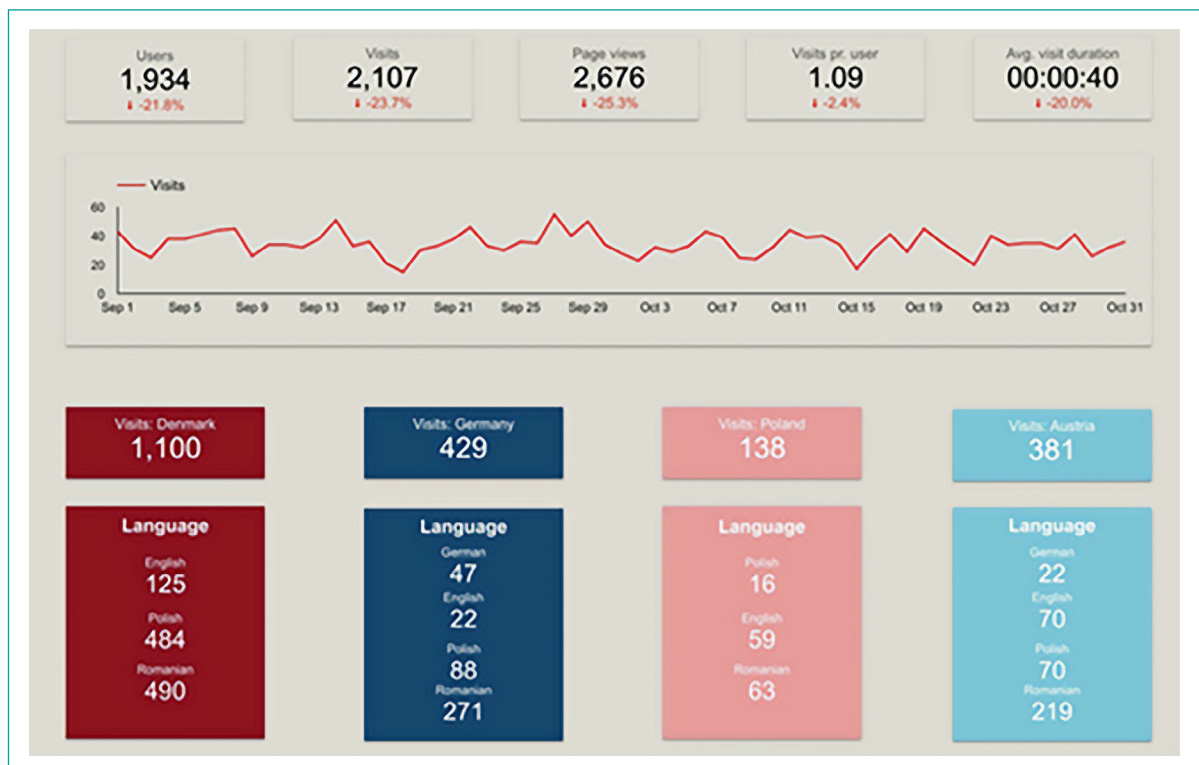 Users
1,934
-21.8%
Visits
2,107
-23.7%
Page views
2,676
-25.3%
Visits pr. user
1.09
-2.4%
Avg. visit duration
00:00:40
-20.0%
Visits
60
40
20
0
Sep 1 Sep 5 Sep 9 Sep 13 Sep 17 Sep 21 Sep 25 Sep 29 Oct 3 Oct 7 Oct 11 Oct 15 Oct 19 Oct 23 Oct 27 Oct 31
Visits: Denmark
1,100
Visits: Germany
429
Visits: Poland
138
Visits: Austria
381
Language
English
125
Polish
484
Romanian
490
Language
German
47
English
22
Polish
88
Romanian
271
Language
Polish
16
English
59
Romanian
63
Language
German
22
English
70
Polish
70
Romanian
219